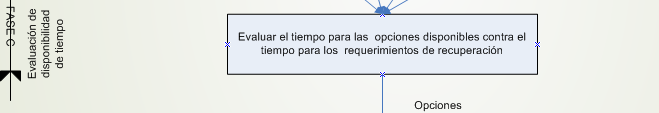 FASE C
Evaluación de
disponibilidad
de tiempo
Evaluar el tiempo para las opciones disponibles contra el
tiempo para los requerimientos de recuperación
Opciones